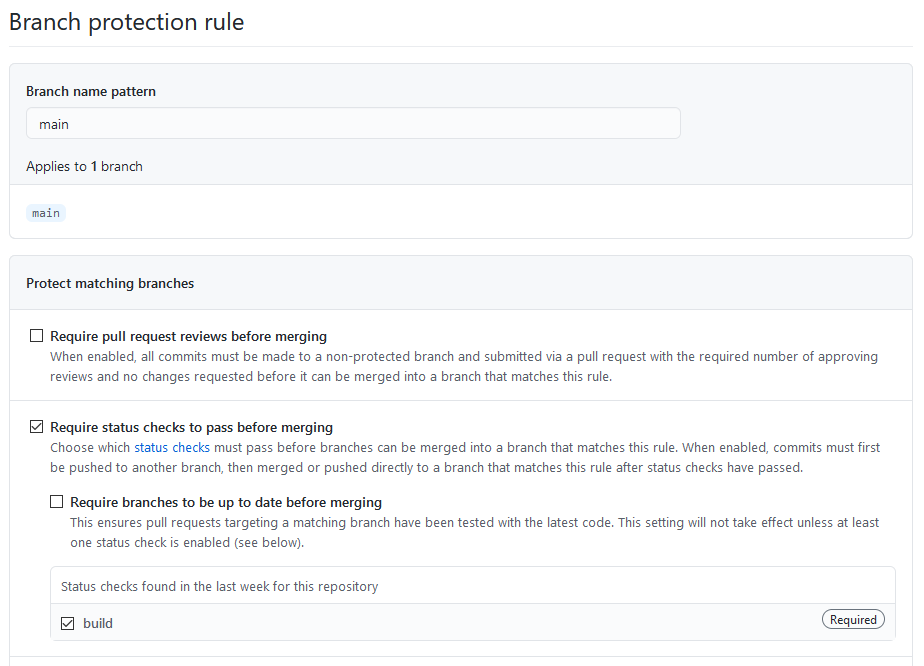 Branch protection rule
Branch name pattern
main
Applies to 1 branch
main
Protect matching branches
Require pull request reviews before merging
When enabled, all commits must be made to a non-protected branch and submitted via a pull request with the required number of approving
reviews and no changes requested before it can be merged into a branch that matches this rule.
Require status checks to pass before merging
Choose which status checks must pass before branches can be merged into a branch that matches this rule. When enabled, commits must first
be pushed to another branch, then merged or pushed directly to a branch that matches this rule after status checks have passed.
Require branches to be up to date before merging
This ensures pull requests targeting a matching branch have been tested with the latest code. This setting will not take effect unless at least
one status check is enabled (see below).
Status checks found in the last week for this repository
build
Required